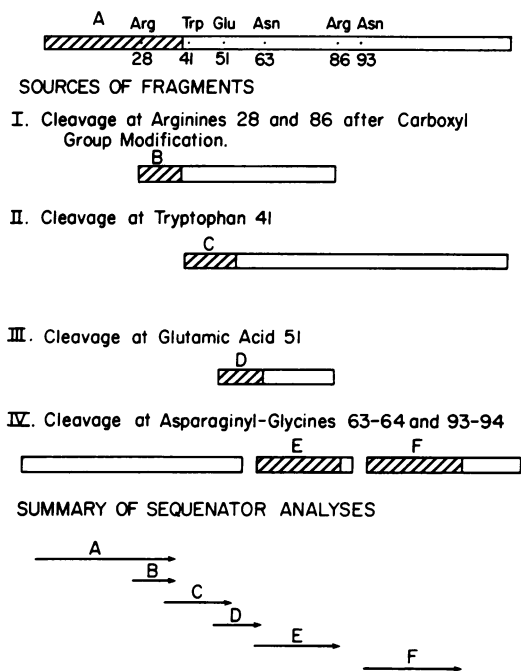 A Arg Trp Glu Asn Arg Asn
28 41 51 63 86 93
SOURCES OF FRAGMENTS
I. Cleavage at Arginines 28 and 86 after Carboxyl
Group Modification.
B
II. Cleavage at Tryptophan 41
C
III. Cleavage at Glutamic Acid 51
D
IV. Cleavage at Asparaginyl-Glycines 63-64 and 93-94
E F
SUMMARY OF SEQUENATOR ANALYSES
A
B
C
D
E
F